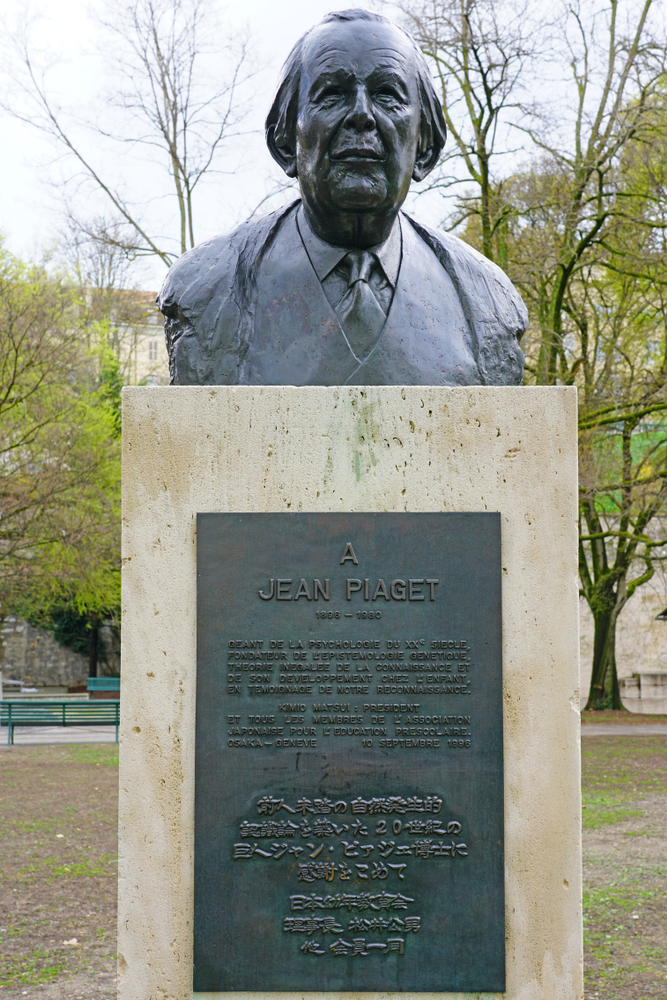 A
JEAN PIAGET
1896 – 1980
GEANT DE LA PSYCHOLOGIE DU XXe SIECLE,
FONDATEUR DE L'EPISTEMOLOGIE GENETIQUE,
THEORIE INEGALEE DE LA CONNAISSANCE ET
DE SON DEVELOPPEMENT CHEZ L'ENFANT,
EN TEMOIGNAGE DE NOTRE RECONNAISSANCE.
KIMIO MATSUI : PRESIDENT
ET TOUS LES MEMBRES DE L'ASSOCIATION
JAPONAISE POUR L'EDUCATION PRESCOLAIRE.
OSAKA – GENEVE 10 SEPTEMBRE 1996
前人未踏の自然発生的
認識論を築いた20世紀の
巨人ジャン・ピアジェ博士に
感謝をこめて
日本幼年教育会
理事長 松井公男
他 会員一同